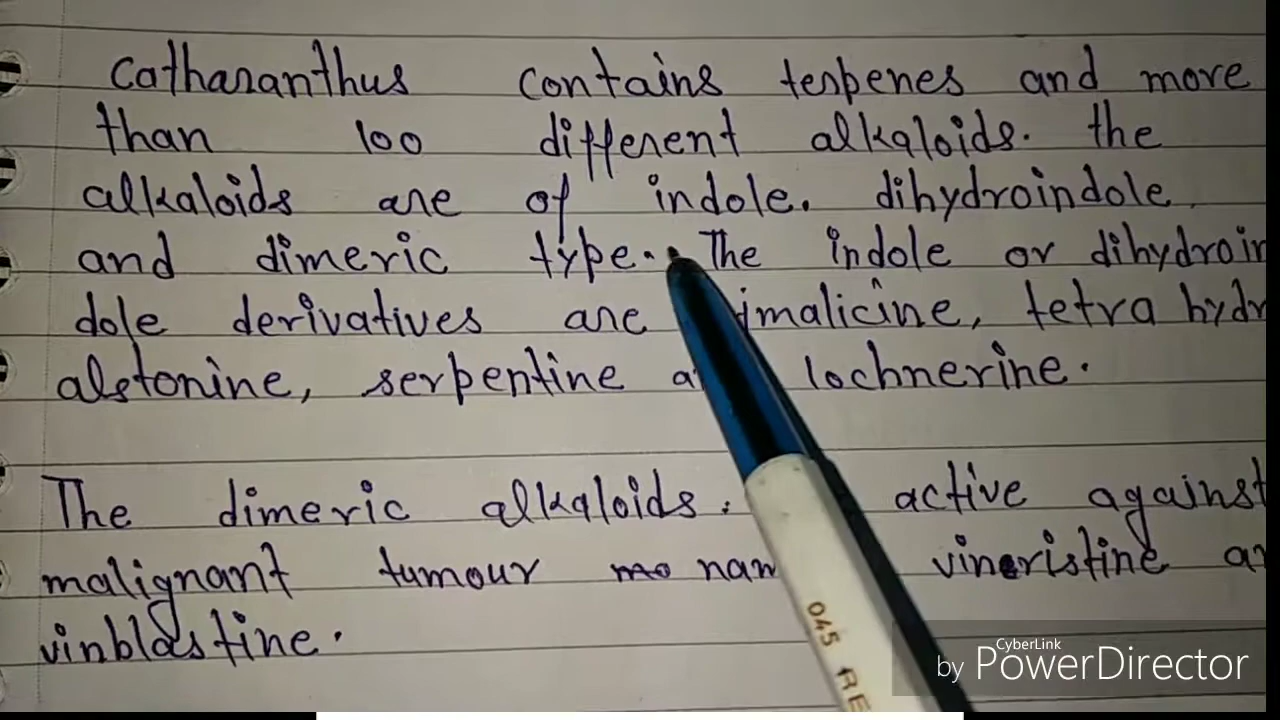 Catharanthus contains terpenes and more
than 100 different alkaloids. the
alkaloids are of indole. dihydroindole
and dimeric type. The indole or dihydroin
dole derivatives are jmalicine, tetra hydr
alstonine, serpentine a lochnerine.
The dimeric alkaloids. active against
malignant tumour mo nam vincristine a
vinblastine.
045 RE
CyberLink
by PowerDirector